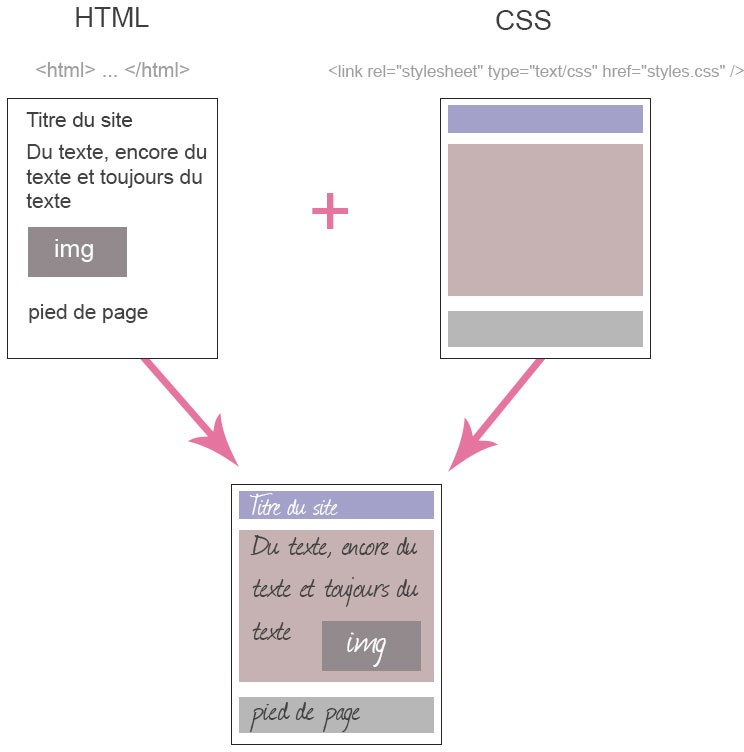 HTML
CSS
<html> ... </html>
<link rel="stylesheet" type="text/css" href="styles.css" />
Titre du site
Du texte, encore du
texte et toujours du
texte
img
pied de page
+
Titre du site
Du texte, encore du
texte et toujours du
texte
img
pied de page